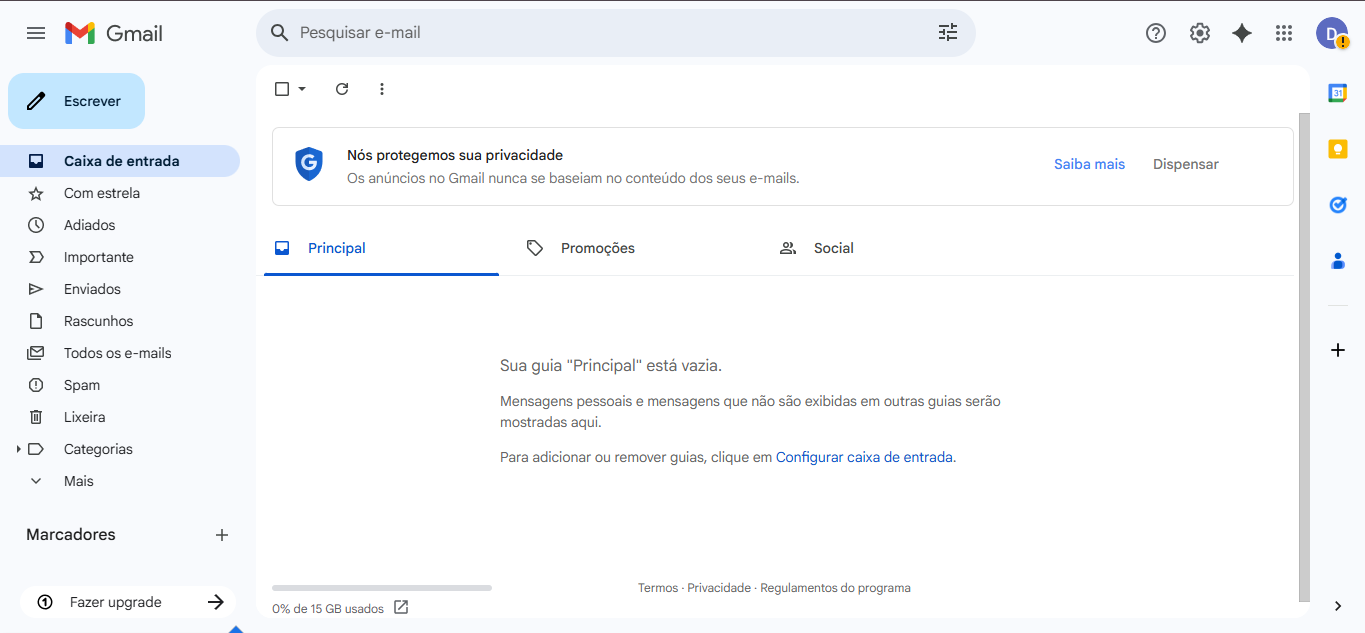 Gmail
Pesquisar e-mail
D
Escrever
Caixa de entrada
Com estrela
Adiados
Importante
Enviados
Rascunhos
Todos os e-mails
Spam
Lixeira
Categorias
Mais
Marcadores
Fazer upgrade
Nós protegemos sua privacidade
Os anúncios no Gmail nunca se baseiam no conteúdo dos seus e-mails.
Saiba mais
Dispensar
Principal
Promoções
Social
Sua guia "Principal" está vazia.
Mensagens pessoais e mensagens que não são exibidas em outras guias serão
mostradas aqui.
Para adicionar ou remover guias, clique em Configurar caixa de entrada.
0% de 15 GB usados
Termos · Privacidade · Regulamentos do programa
31